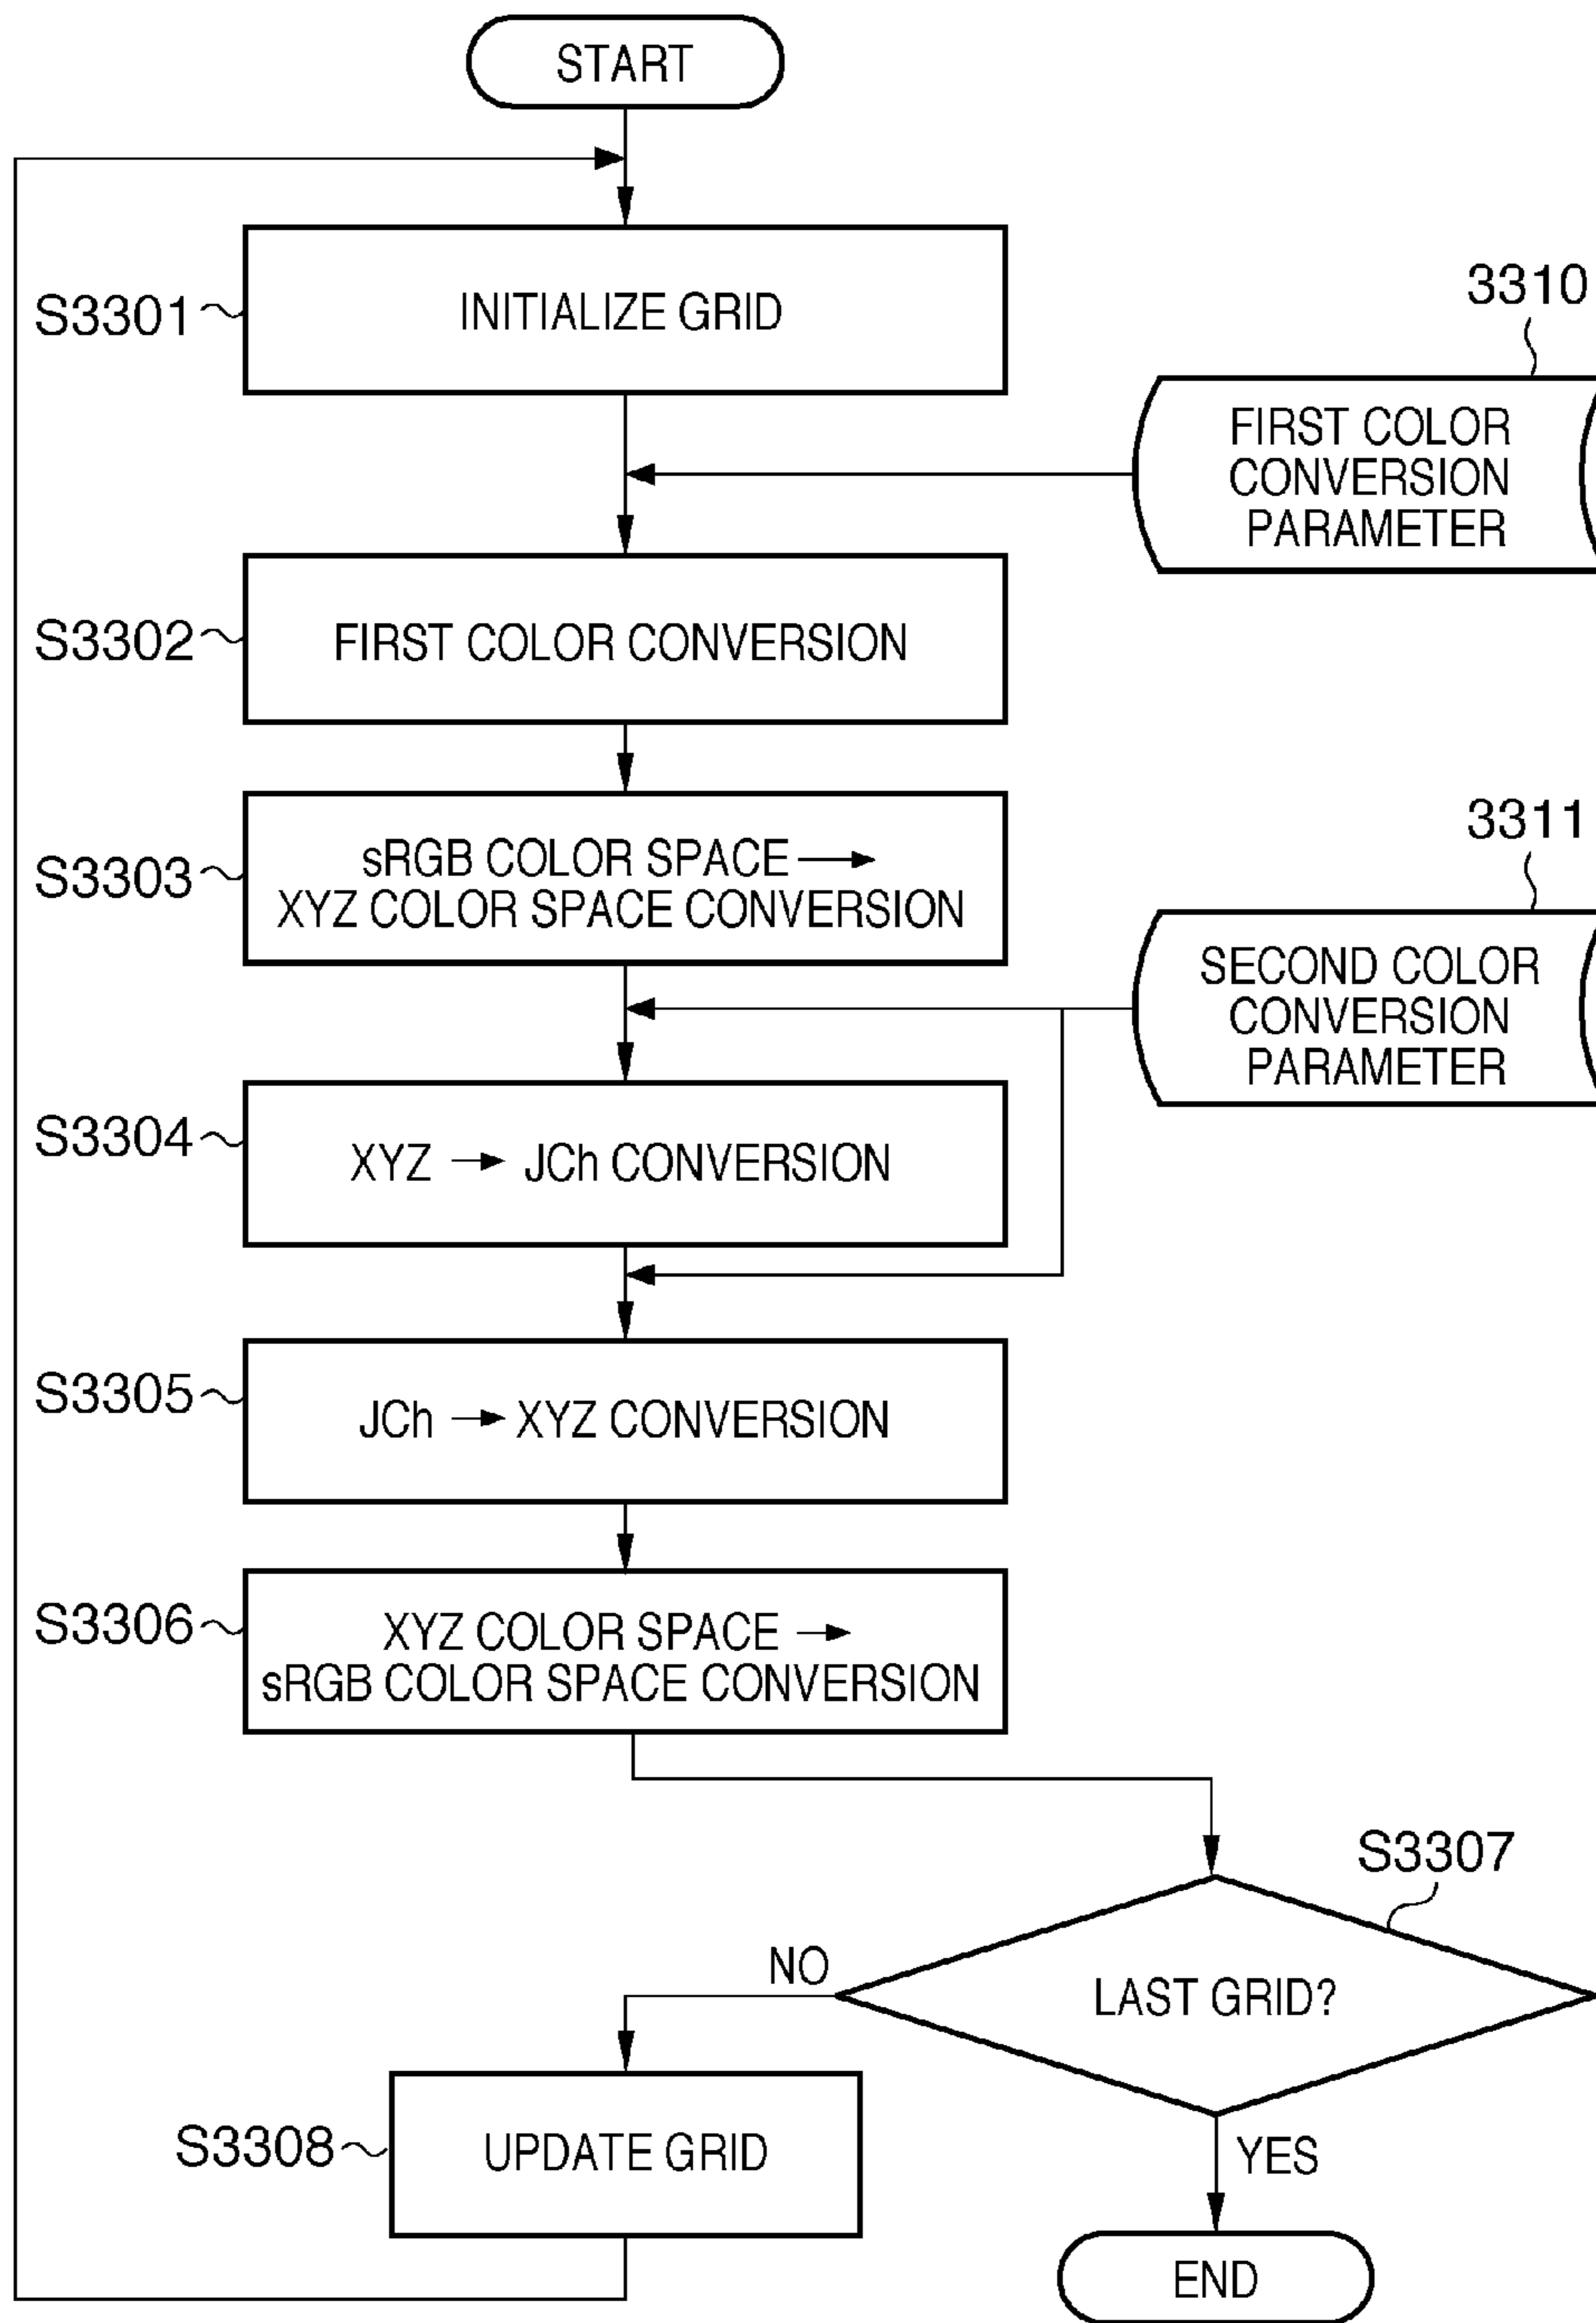 START
S3301
INITIALIZE GRID
3310
FIRST COLOR
CONVERSION
PARAMETER
S3302
FIRST COLOR CONVERSION
S3303
sRGB COLOR SPACE →
XYZ COLOR SPACE CONVERSION
3311
SECOND COLOR
CONVERSION
PARAMETER
S3304
XYZ → JCh CONVERSION
S3305
JCh → XYZ CONVERSION
S3306
XYZ COLOR SPACE →
sRGB COLOR SPACE CONVERSION
S3307
LAST GRID?
NO
S3308
UPDATE GRID
YES
END